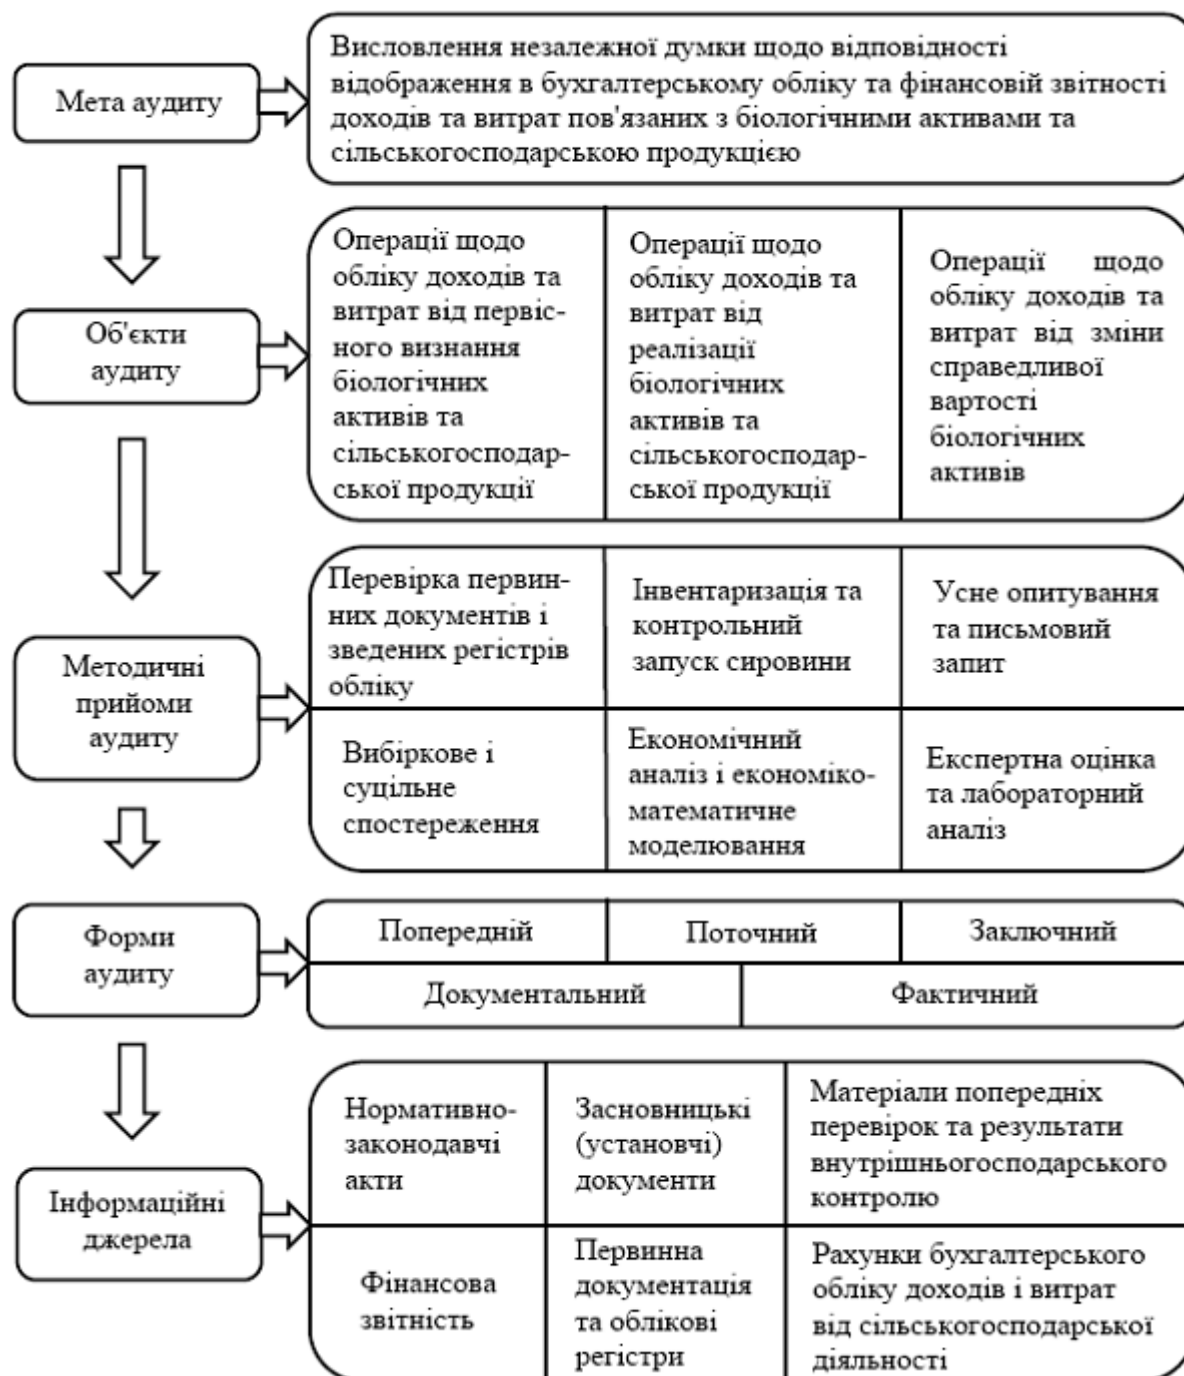 Мета аудиту
Висловлення незалежної думки щодо відповідності
відображення в бухгалтерському обліку та фінансовій звітності
доходів та витрат пов'язаних з біологічними активами та
сільськогосподарською продукцією
Об'єкти
аудиту
Операції щодо
обліку доходів та
витрат від первіс-
ного визнання
біологічних
активів та
сільськогосподар-
ської продукції
Операції щодо
обліку доходів та
витрат від
реалізації
біологічних
активів та
сільськогосподар-
ської продукції
Операції щодо
обліку доходів та
витрат від зміни
справедливої
вартості
біологічних
активів
Методичні
прийоми
аудиту
Перевірка первин-
них документів і
зведених регістрів
обліку
Інвентаризація та
контрольний
запуск сировини
Усне опитування
та письмовий
запит
Вибіркове і
суцільне
спостереження
Економічний
аналіз і економіко-
математичне
моделювання
Експертна оцінка
та лабораторний
аналіз
Форми
аудиту
Попередній
Поточний
Заключний
Документальний
Фактичний
Інформаційні
джерела
Нормативно-
законодавчі
акти
Засновницькі
(установчі)
документи
Матеріали попередніх
перевірок та результати
внутрішньогосподарського
контролю
Фінансова
звітність
Первинна
документація
та облікові
регістри
Рахунки бухгалтерського
обліку доходів і витрат
від сільськогосподарської
діяльності